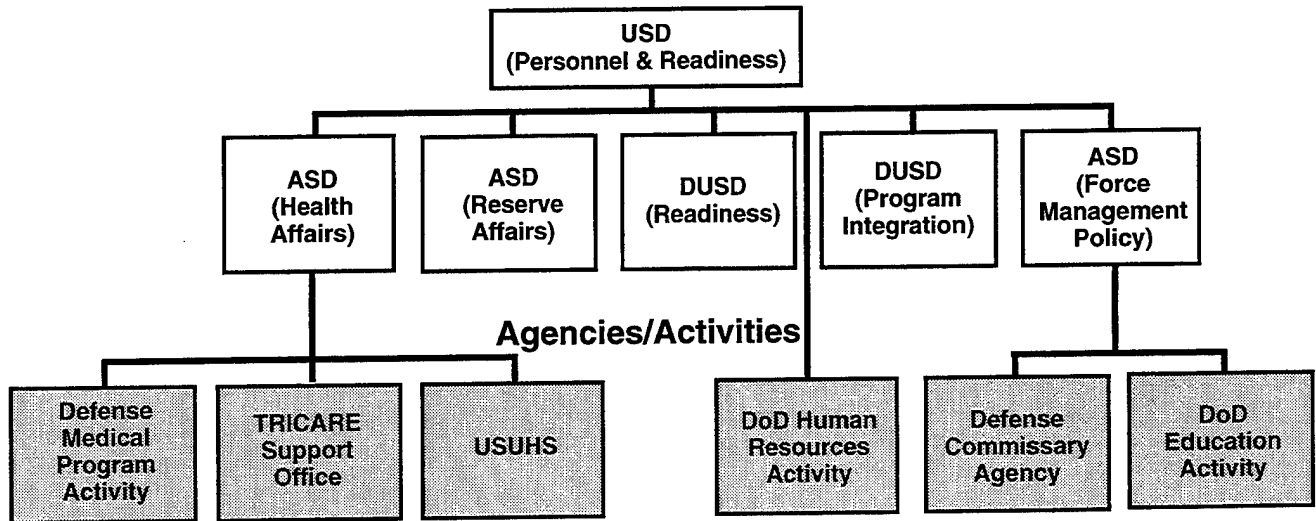 USD
(Personnel & Readiness)
ASD
(Health
Affairs)
ASD
(Reserve
Affairs)
DUSD
(Readiness)
DUSD
(Program
Integration)
ASD
(Force
Management
Policy)
Agencies/Activities
Defense
Medical
Program
Activity
TRICARE
Support
Office
USUHS
DoD Human
Resources
Activity
Defense
Commissary
Agency
DoD
Education
Activity